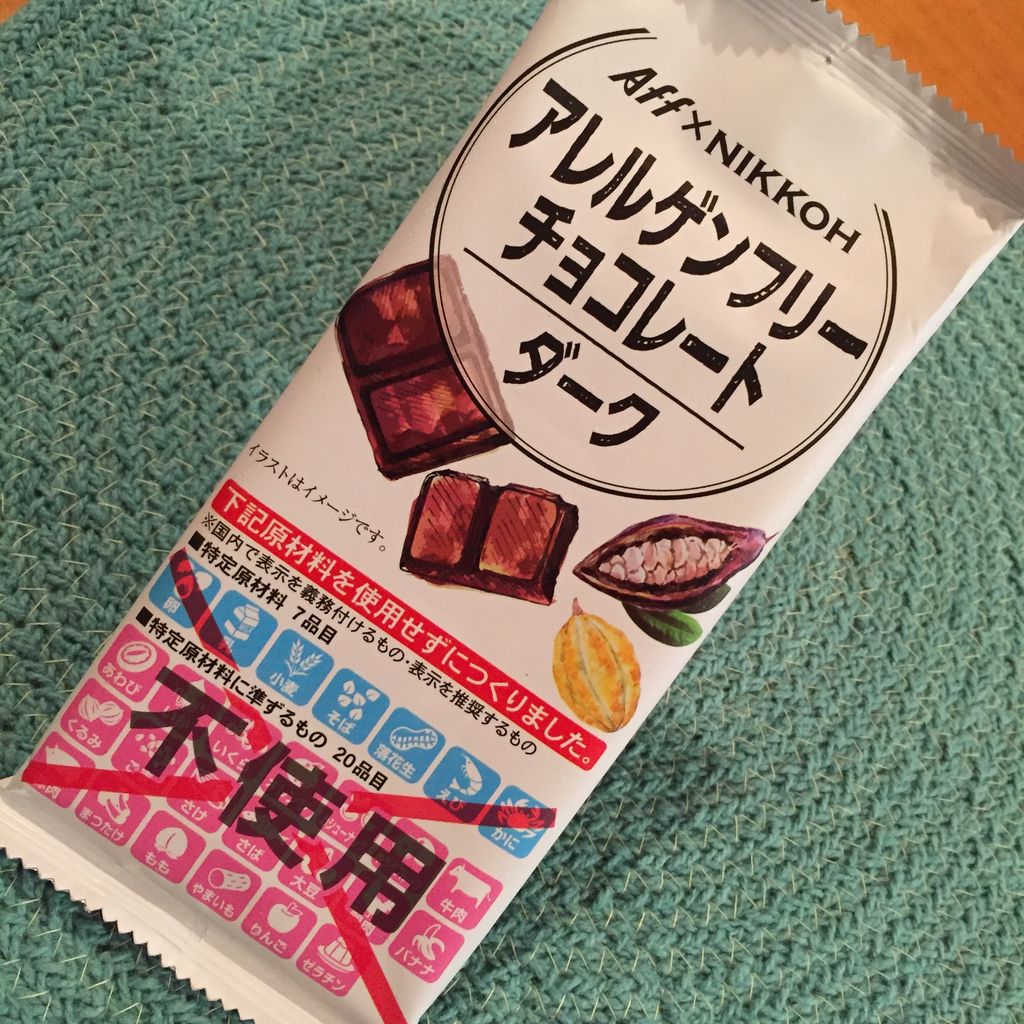 Aff×NIKKOH
アレルゲンフリー
チョコレート
ダーク
イラストはイメージです。
下記原材料を使用せずにつくりました。
※国内で表示を義務付けるもの・表示を推奨するもの
■特定原材料 7品目
卵 乳 小麦 そば 落花生 えび かに
■特定原材料に準ずるもの 20品目
あわび いくら 牛肉
くるみ さけ さば 大豆 バナナ
まつたけ もも やまいも りんご ゼラチン
不使用